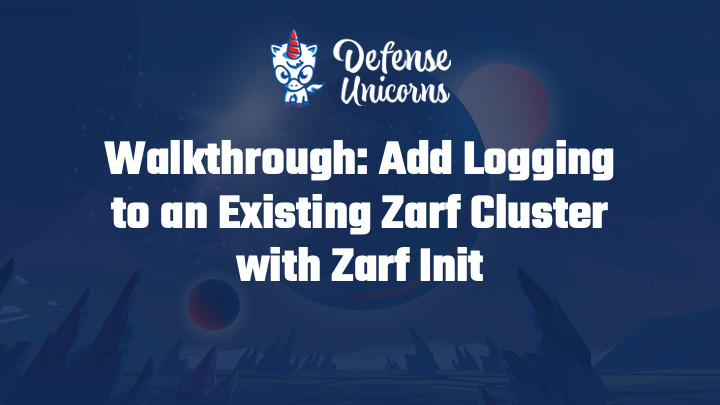 Defense
Unicorns
Walkthrough: Add Logging
to an Existing Zarf Cluster
with Zarf Init